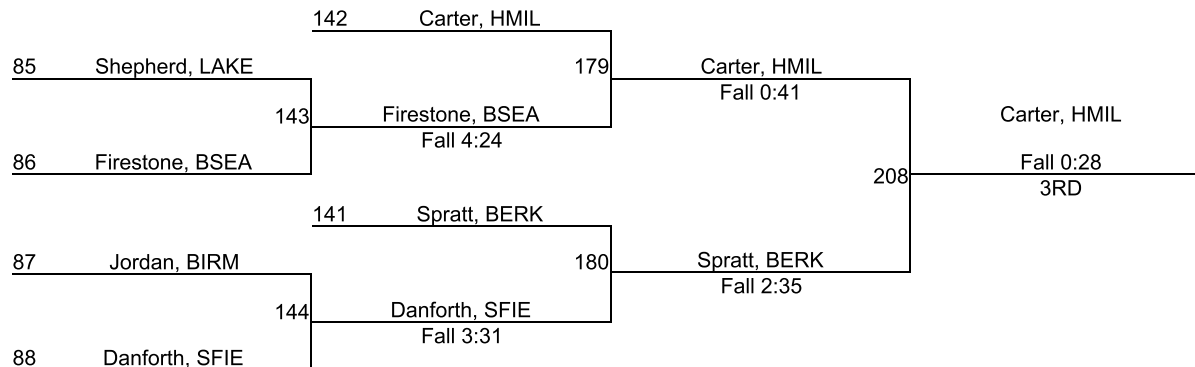 142 Carter, HMIL
85 Shepherd, LAKE
179 Carter, HMIL
Fall 0:41
143 Firestone, BSEA
Fall 4:24
Carter, HMIL
86 Firestone, BSEA
Fall 0:28
208
3RD
141 Spratt, BERK
87 Jordan, BIRM
180 Spratt, BERK
Fall 2:35
144 Danforth, SFIE
Fall 3:31
88 Danforth, SFIE